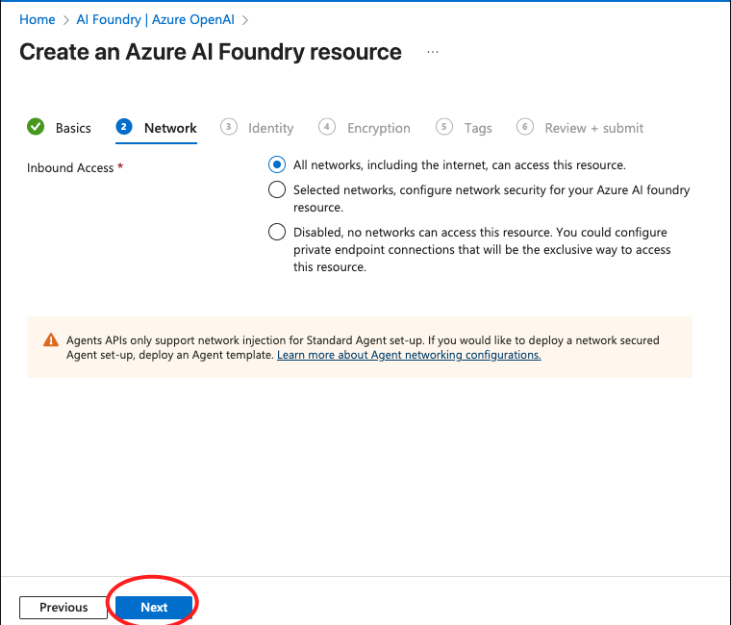 Home > AI Foundry | Azure OpenAI >
Create an Azure AI Foundry resource ...
Basics 2 Network 3 Identity 4 Encryption 5 Tags 6 Review + submit
Inbound Access *
All networks, including the internet, can access this resource.
Selected networks, configure network security for your Azure AI foundry
resource.
Disabled, no networks can access this resource. You could configure
private endpoint connections that will be the exclusive way to access
this resource.
Agents APIs only support network injection for Standard Agent set-up. If you would like to deploy a network secured
Agent set-up, deploy an Agent template. Learn more about Agent networking configurations.
Previous Next